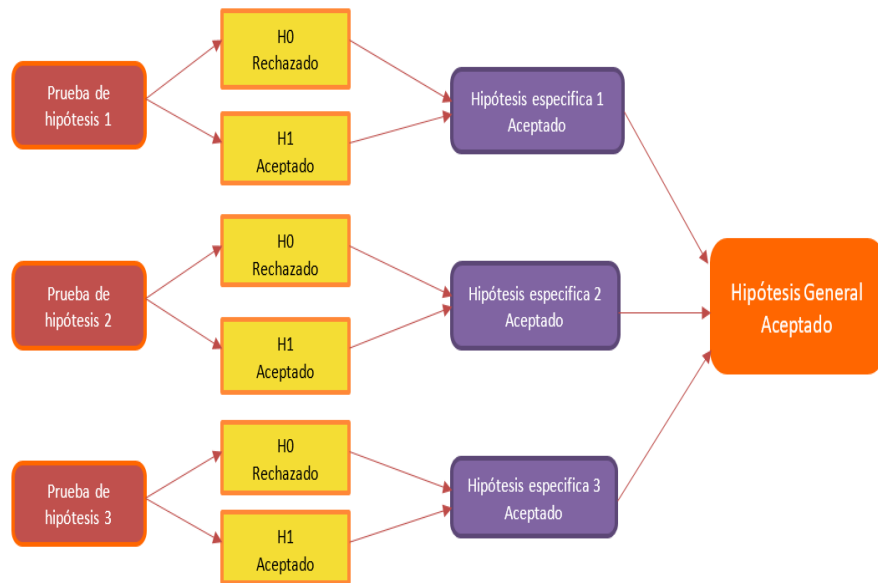 Prueba de
hipótesis 1
H0
Rechazado
H1
Aceptado
Hipótesis especifica 1
Aceptado
Prueba de
hipótesis 2
H0
Rechazado
H1
Aceptado
Hipótesis especifica 2
Aceptado
Prueba de
hipótesis 3
H0
Rechazado
H1
Aceptado
Hipótesis especifica 3
Aceptado
Hipótesis General
Aceptado